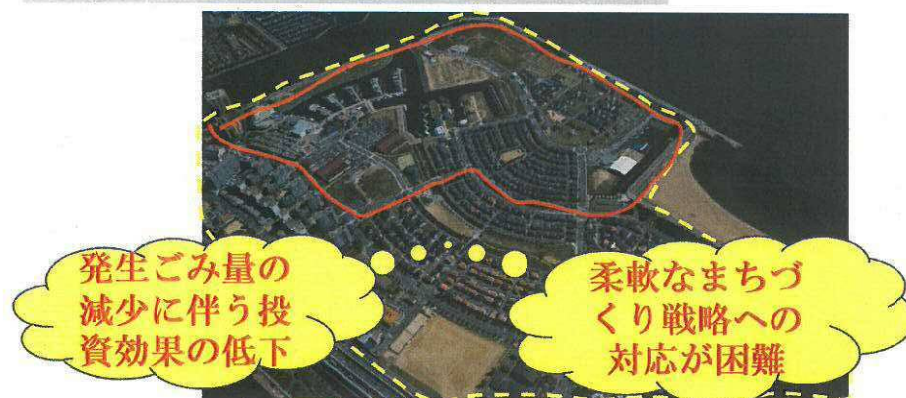 発生ごみ量の
減少に伴う投
資効果の低下
柔軟なまちづ
くり戦略への
対応が困難